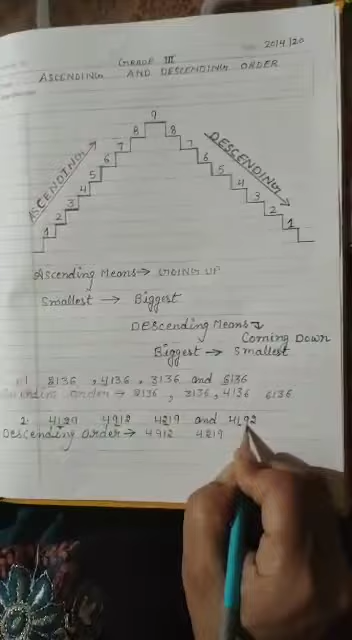 GRADE III
20/4/20
ASCENDING AND DESCENDING ORDER
9
8 8
7 7
6 6
5 5
4 4
3 3
2 2
1 1
ASCENDING
DESCENDING
Ascending Means → GOING UP
Smallest → Biggest
Descending Means
Coming Down
Biggest → Smallest
1 2136 , 4136 , 3136 and 6136
Order → 2136 , 3136 , 4136 6136
2 4129 4912 4219 and 4192
Descending Order → 4912 4219